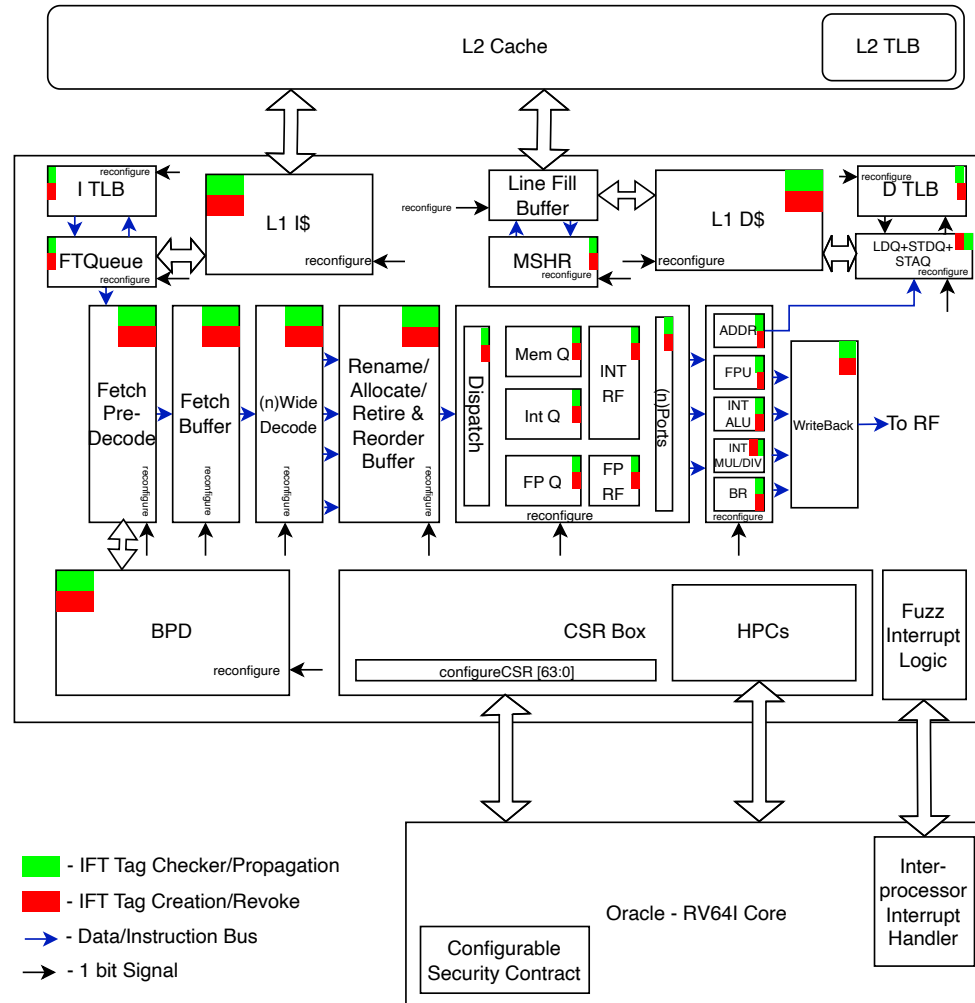 L2 Cache
L2 TLB
reconfigure
I TLB
FTQueue
reconfigure
L1 I$
reconfigure
reconfigure
Line Fill
Buffer
MSHR
reconfigure
L1 D$
reconfigure
reconfigure
D TLB
LDQ+STDQ+
STAQ
reconfigure
Fetch
Pre-
Decode
reconfigure
Fetch
Buffer
reconfigure
(n)Wide
Decode
reconfigure
Rename/
Allocate/
Retire &
Reorder
Buffer
reconfigure
Dispatch
Mem Q
Int Q
FP Q
INT
RF
FP
RF
(n)Ports
reconfigure
ADDR
FPU
INT
ALU
INT
MUL/DIV
BR
reconfigure
WriteBack
To RF
BPD
reconfigure
CSR Box
configureCSR [63:0]
HPCs
Fuzz
Interrupt
Logic
Oracle - RV64I Core
Configurable
Security Contract
Inter-
processor
Interrupt
Handler
- IFT Tag Checker/Propagation
- IFT Tag Creation/Revoke
- Data/Instruction Bus
- 1 bit Signal